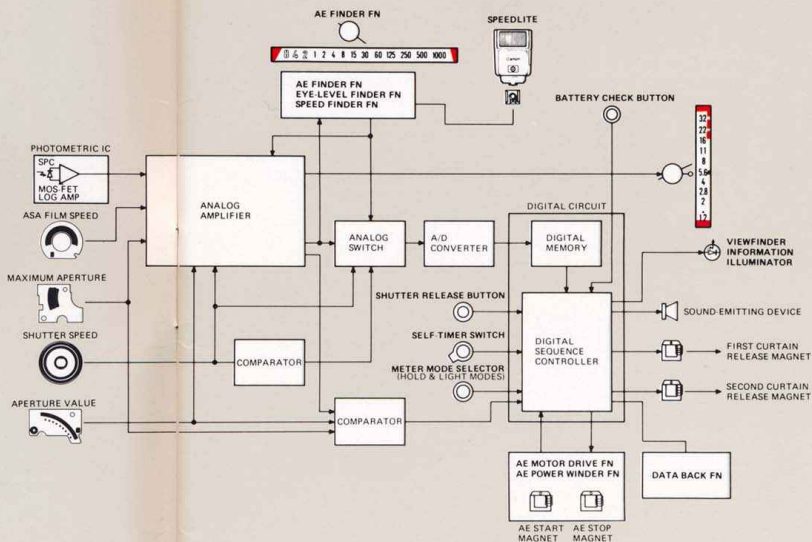 AE FINDER FN
B 4 2 1 2 4 8 15 30 60 125 250 500 1000
SPEEDLITE
Canon
AE FINDER FN
EYE-LEVEL FINDER FN
SPEED FINDER FN
BATTERY CHECK BUTTON
32
22
16
11
8
5.6
4
2.8
2
1.2
PHOTOMETRIC IC
SPC
MOS-FET
LOG AMP
ANALOG
AMPLIFIER
ASA FILM SPEED
MAXIMUM APERTURE
SHUTTER SPEED
APERTURE VALUE
ANALOG
SWITCH
A/D
CONVERTER
DIGITAL CIRCUIT
DIGITAL
MEMORY
VIEWFINDER
INFORMATION
ILLUMINATOR
SHUTTER RELEASE BUTTON
SELF-TIMER SWITCH
METER MODE SELECTOR
(HOLD & LIGHT MODES)
DIGITAL
SEQUENCE
CONTROLLER
SOUND-EMITTING DEVICE
FIRST CURTAIN
RELEASE MAGNET
SECOND CURTAIN
RELEASE MAGNET
COMPARATOR
COMPARATOR
AE MOTOR DRIVE FN
AE POWER WINDER FN
AE START
MAGNET
AE STOP
MAGNET
DATA BACK FN